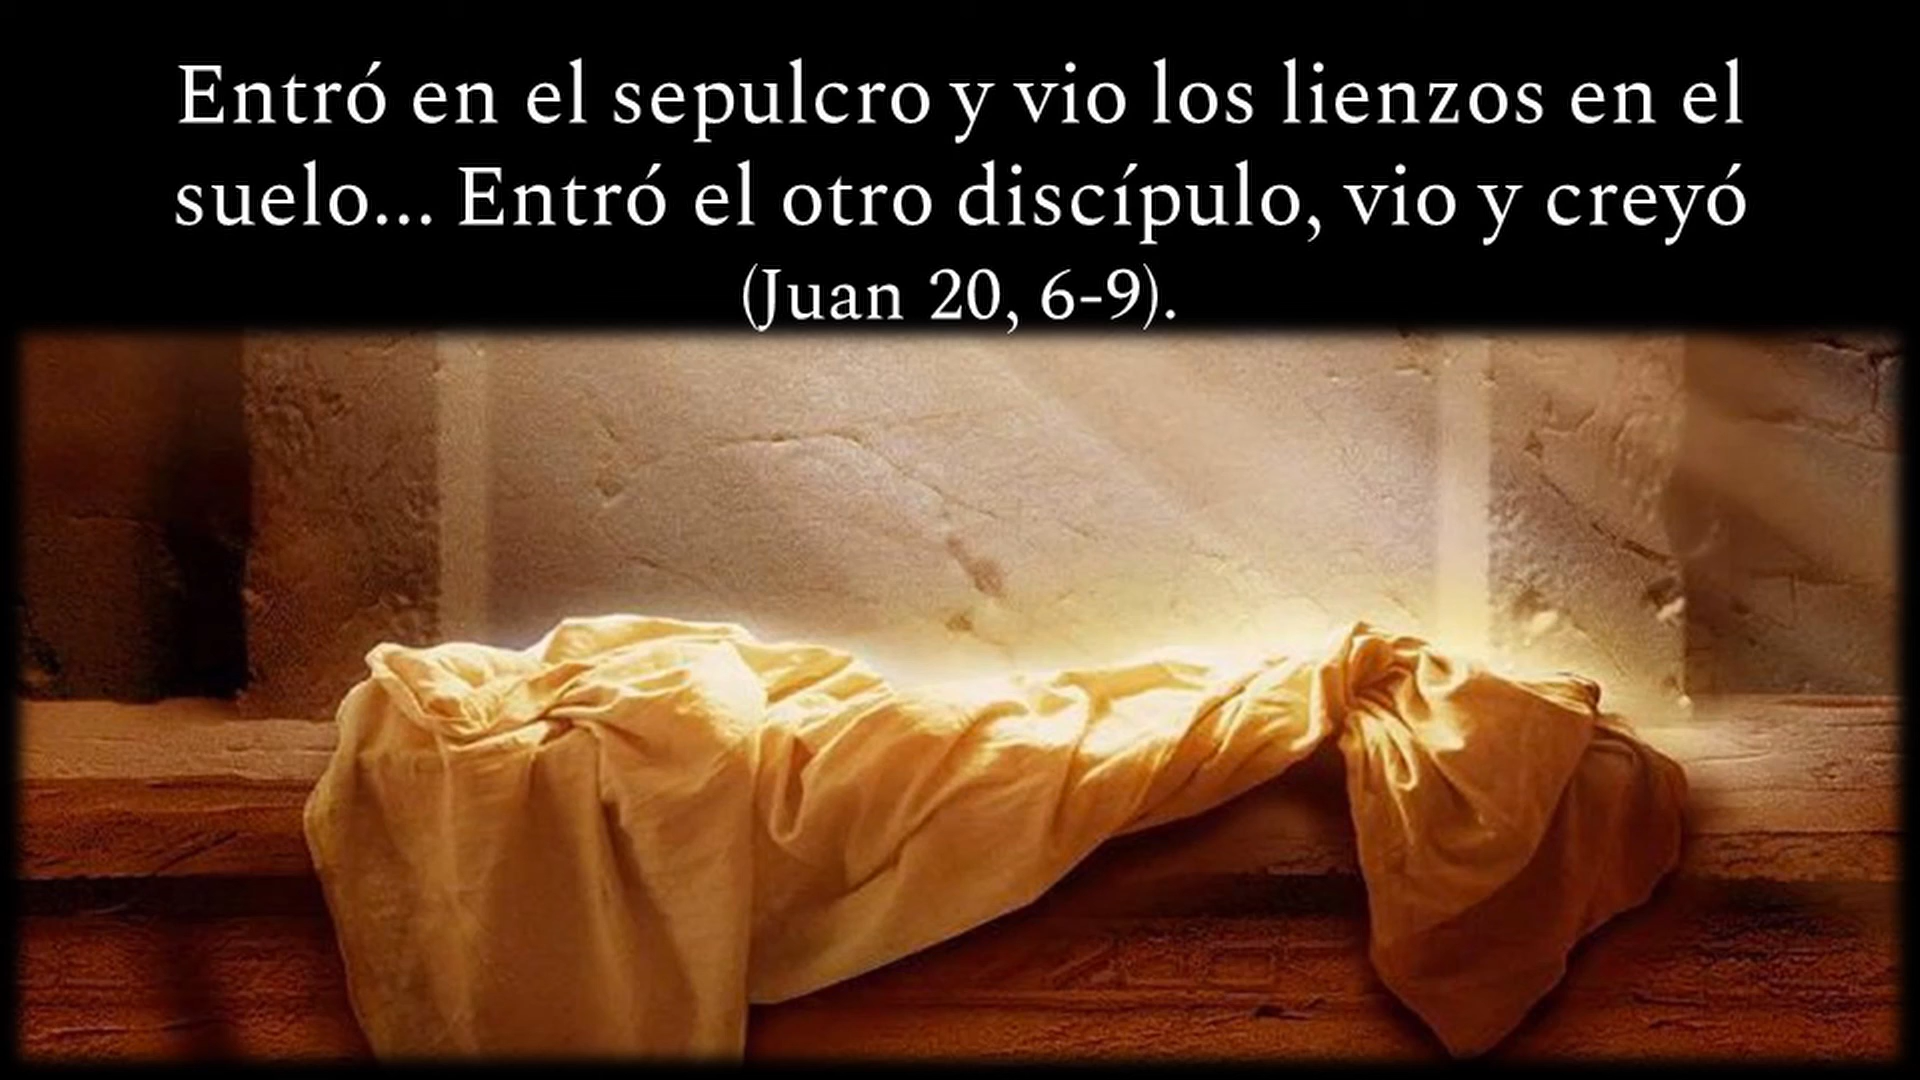 Entró en el sepulcro y vio los lienzos en el
suelo... Entró el otro discípulo, vio y creyó
(Juan 20, 6-9).